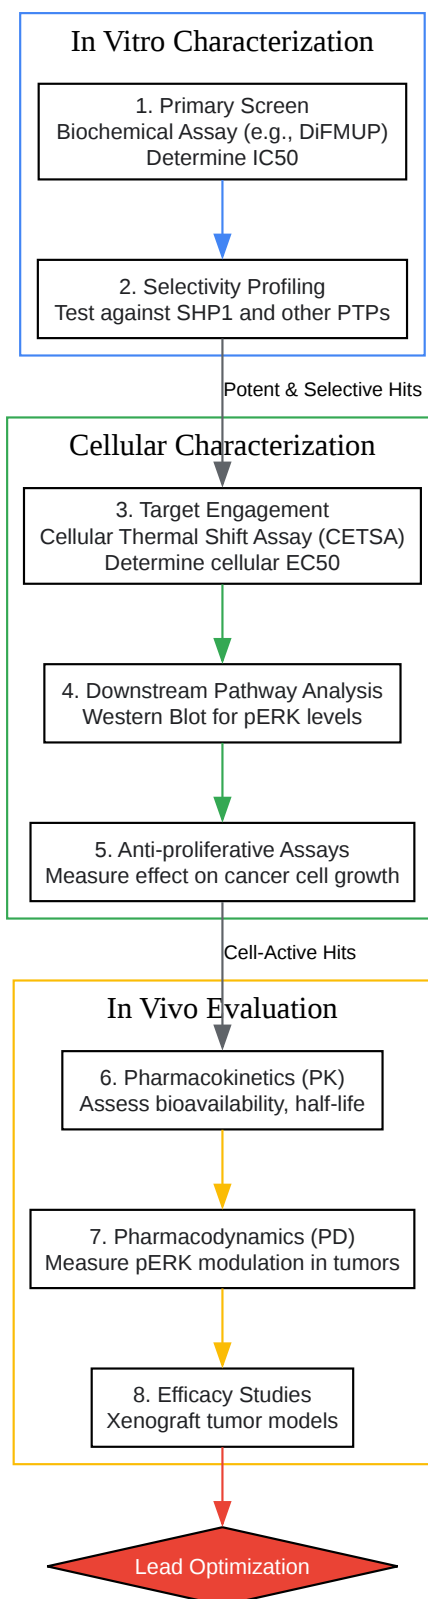 In Vitro Characterization
1. Primary Screen
Biochemical Assay (e.g., DiFMUP)
Determine IC50
2. Selectivity Profiling
Test against SHP1 and other PTPs
Potent & Selective Hits
Cellular Characterization
3. Target Engagement
Cellular Thermal Shift Assay (CETSA)
Determine cellular EC50
4. Downstream Pathway Analysis
Western Blot for pERK levels
5. Anti-proliferative Assays
Measure effect on cancer cell growth
Cell-Active Hits
In Vivo Evaluation
6. Pharmacokinetics (PK)
Assess bioavailability, half-life
7. Pharmacodynamics (PD)
Measure pERK modulation in tumors
8. Efficacy Studies
Xenograft tumor models
Lead Optimization